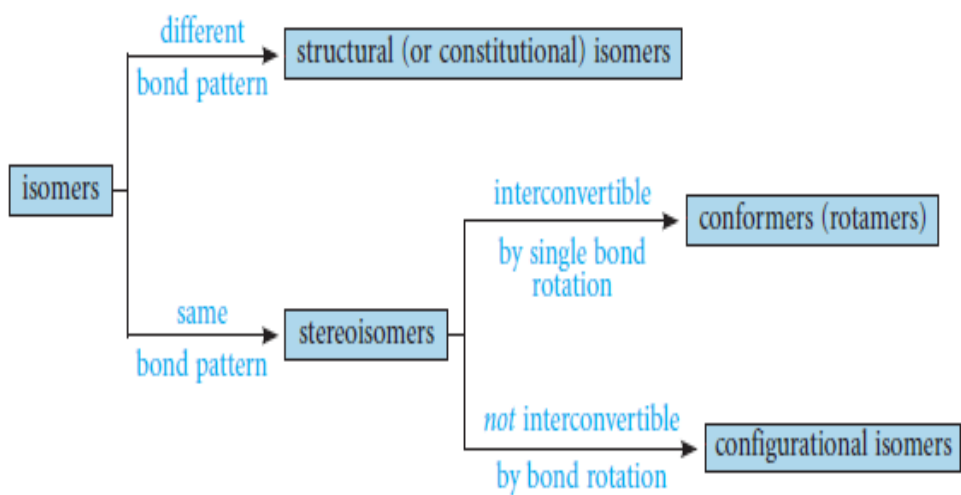 different
bond pattern
structural (or constitutional) isomers
isomers
same
bond pattern
stereoisomers
interconvertible
by single bond
rotation
conformers (rotamers)
not interconvertible
by bond rotation
configurational isomers